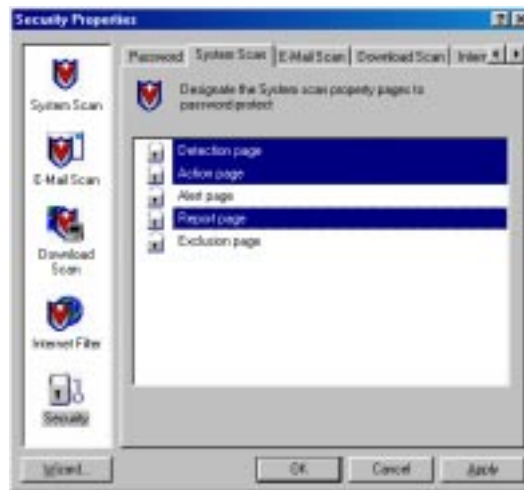 Security Properties
Password System Scan E-Mail Scan Download Scan Inter
Designate the System scan property pages to
password protect
Detection page
Action page
Alert page
Report page
Exclusion page
System Scan
E-Mail Scan
Download
Scan
Internet Filter
Security
Wizard...
OK
Cancel
Apply